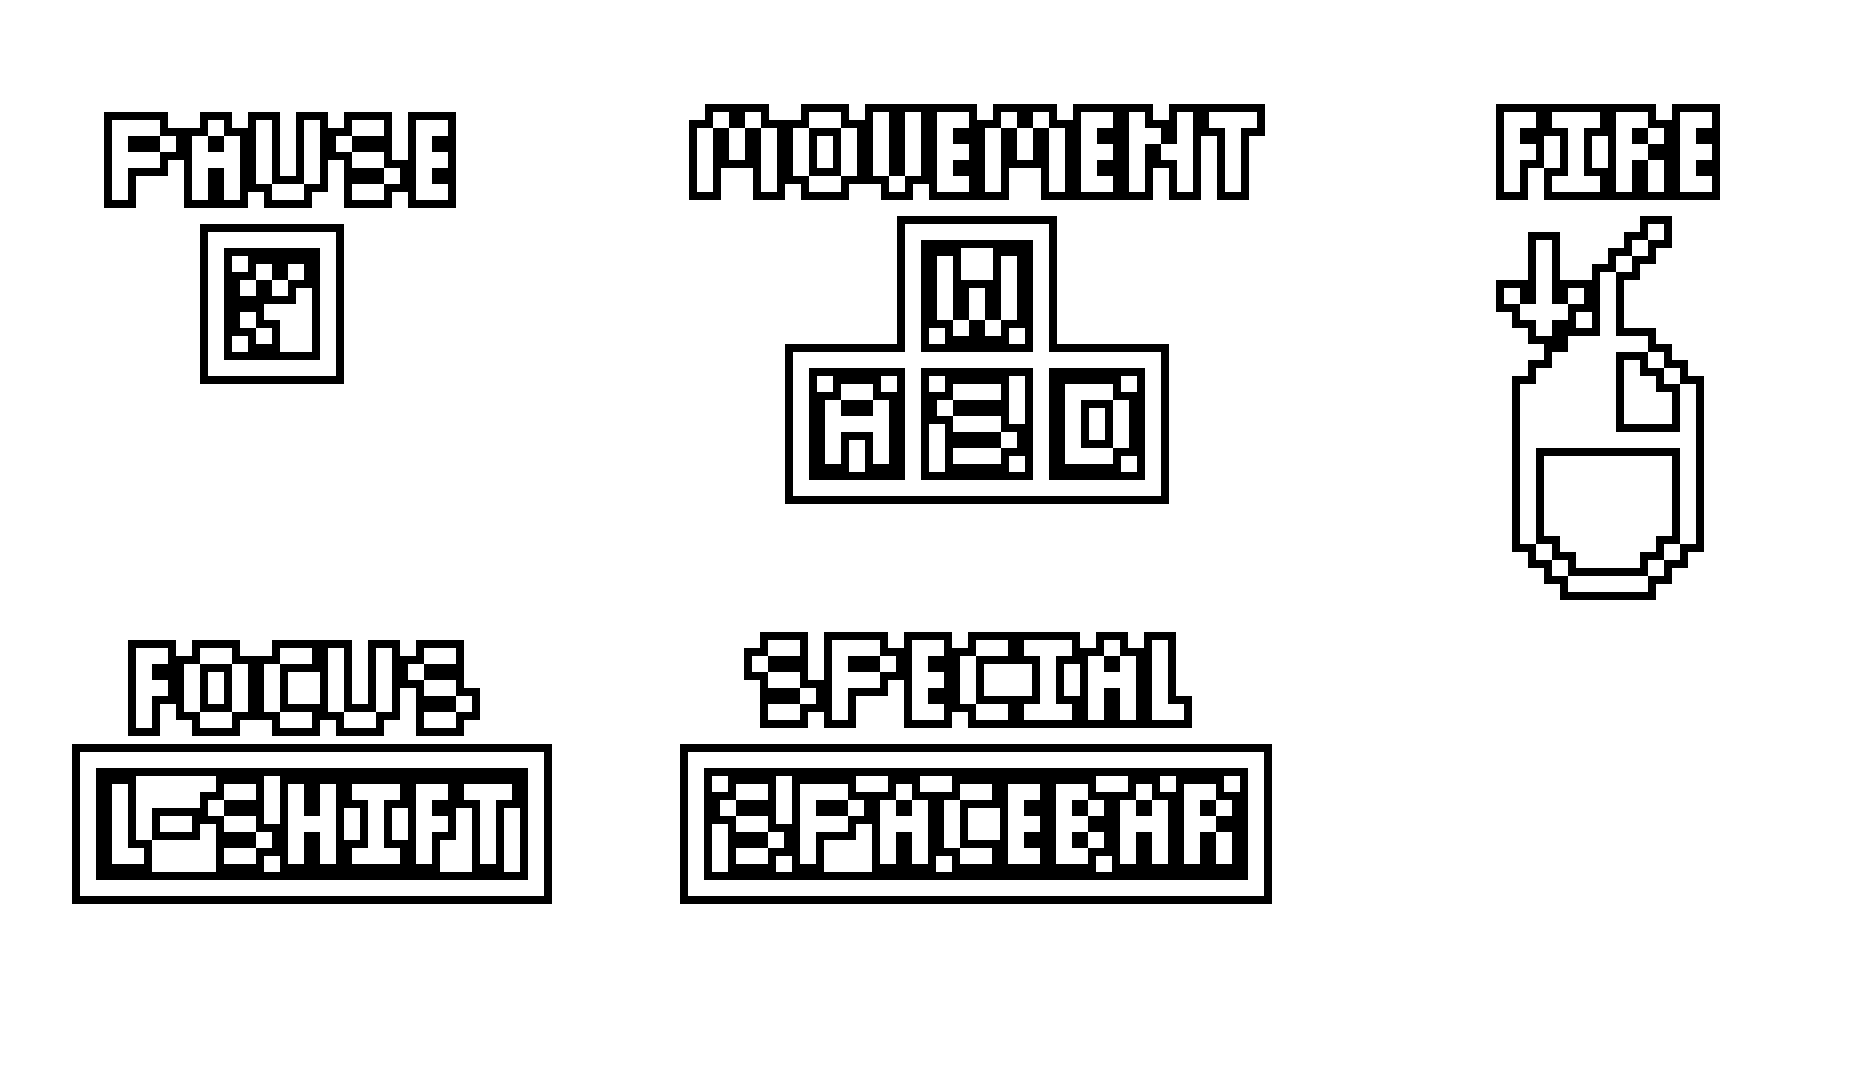 PAUSE
MOVEMENT
FIRE
W
A S D
FOCUS
SPECIAL
L-SHIFT
SPACEBAR